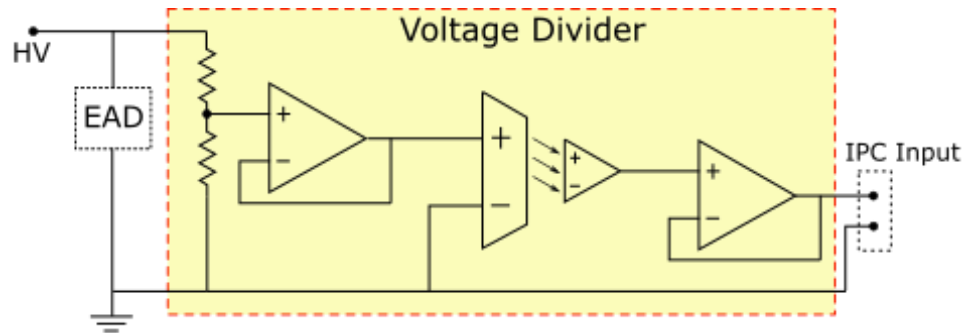 Voltage Divider
HV
EAD
+
−
+
−
+
−
+
−
IPC Input